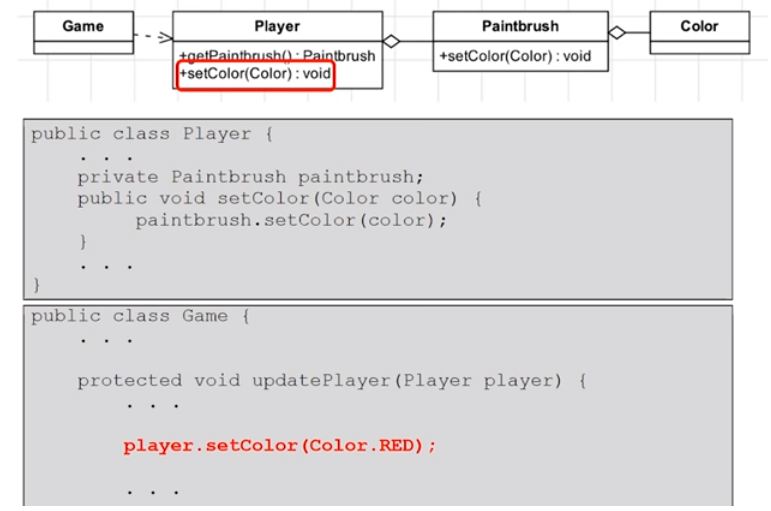 Game
Player
Paintbrush
Color
+getPaintbrush() : Paintbrush
+setColor(Color) : void
+setColor(Color) : void
public class Player {
. . .
private Paintbrush paintbrush;
public void setColor(Color color) {
paintbrush.setColor(color);
}
. . .
}
public class Game {
. . .
protected void updatePlayer(Player player) {
. . .
player.setColor(Color.RED);
. . .